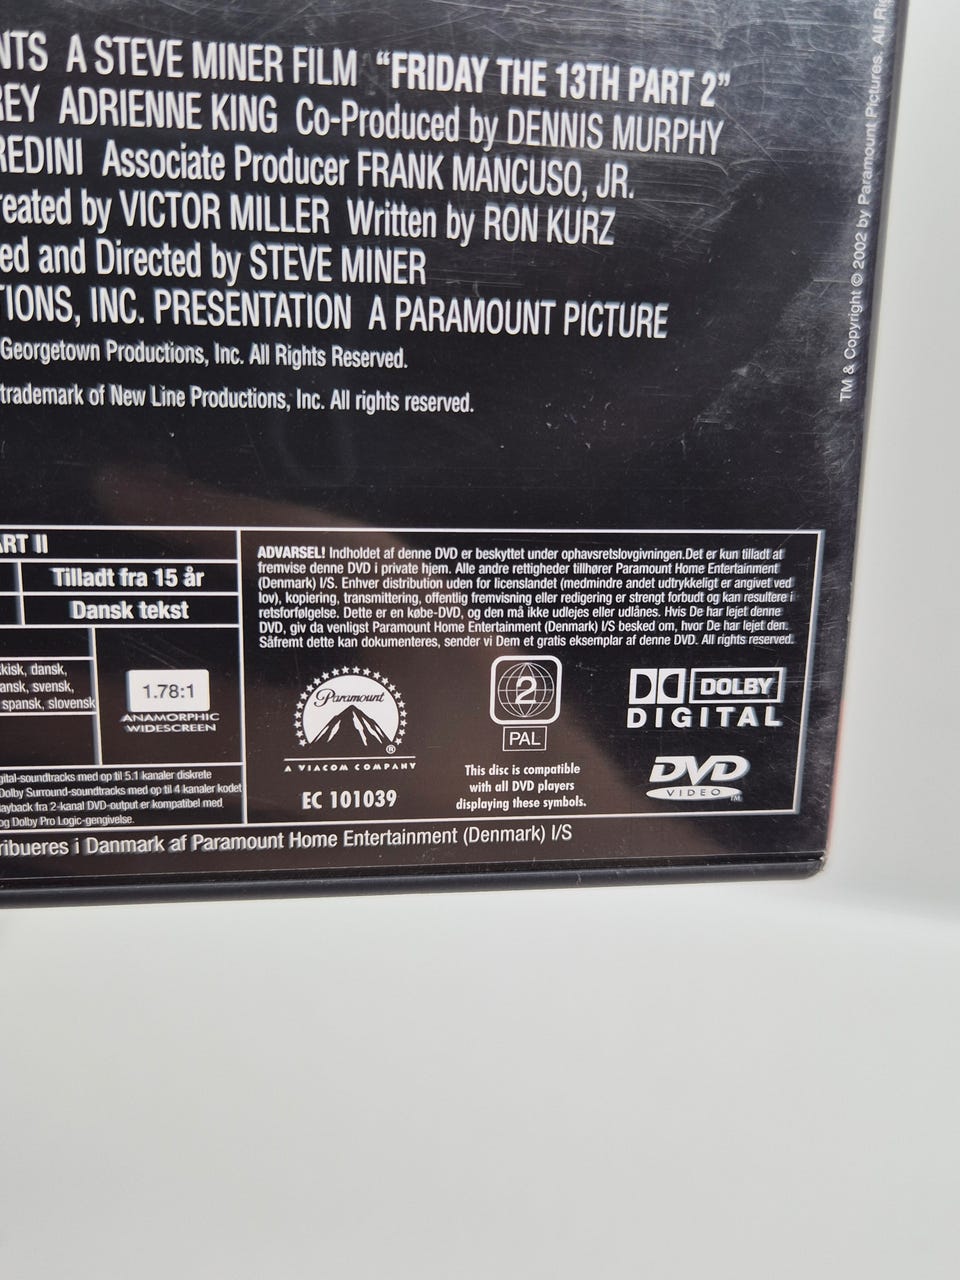 NTS A STEVE MINER FILM "FRIDAY THE 13TH PART 2"
REY ADRIENNE KING Co-Produced by DENNIS MURPHY
REDINI Associate Producer FRANK MANCUSO, JR.
reated by VICTOR MILLER Written by RON KURZ
ed and Directed by STEVE MINER
TIONS, INC. PRESENTATION A PARAMOUNT PICTURE
Georgetown Productions, Inc. All Rights Reserved.
trademark of New Line Productions, Inc. All rights reserved.
TM & Copyright © 2002 by Paramount Pictures. All Rig
ART II
Tilladt fra 15 år
Dansk tekst
kisk, dansk,
ansk, svensk,
spansk, slovensk
1.78:1
ANAMORPHIC
WIDESCREEN
gital-soundtracks med op til 5.1 kanaler diskrete
Dolby Surround-soundtracks med op til 4 kanaler kodet
layback fra 2-kanal DVD-output er kompatibel med
og Dolby Pro Logic-gengivelse.
ADVARSEL! Indholdet af denne DVD er beskyttet under ophavsretslovgivningen.Det er kun tilladt at
fremvise denne DVD i private hjem. Alle andre rettigheder tillhører Paramount Home Entertainment
(Denmark) I/S. Enhver distribution uden for licenslandet (medmindre andet udtrykkeligt er angivet ved
lov), kopiering, transmittering, offentlig fremvisning eller redigering er strengt forbudt og kan resultere i
retsforfølgelse. Dette er en købe-DVD, og den må ikke udlejes eller udlånes. Hvis De har lejet denne
DVD, giv da venligst Paramount Home Entertainment (Denmark) I/S besked om, hvor De har lejet den.
Såfremt dette kan dokumenteres, sender vi Dem et gratis eksemplar af denne DVD. All rights reserved.
Paramount
®
A VIACOM COMPANY
EC 101039
2
PAL
This disc is compatible
with all DVD players
displaying these symbols.
DOLBY
DIGITAL
DVD
VIDEO
TM
ribueres i Danmark af Paramount Home Entertainment (Denmark) I/S